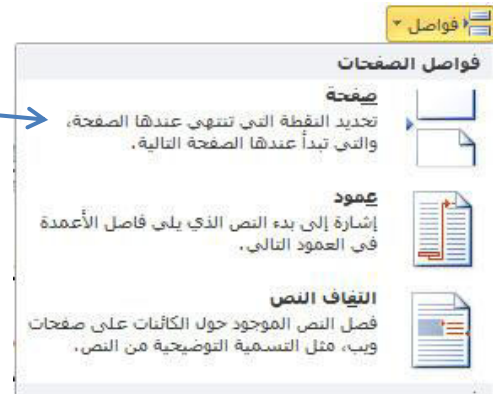 فواصل
فواصل الصفحات
صفحة
تحديد النقطة التي تنتهي عندها الصفحة،
والتي تبدأ عندها الصفحة التالية.
عمود
إشارة إلى بدء النص الذي يلي فاصل الأعمدة
في العمود التالي.
التفاف النص
فصل النص الموجود حول الكائنات على صفحات
ويب، مثل التسمية التوضيحية من النص.